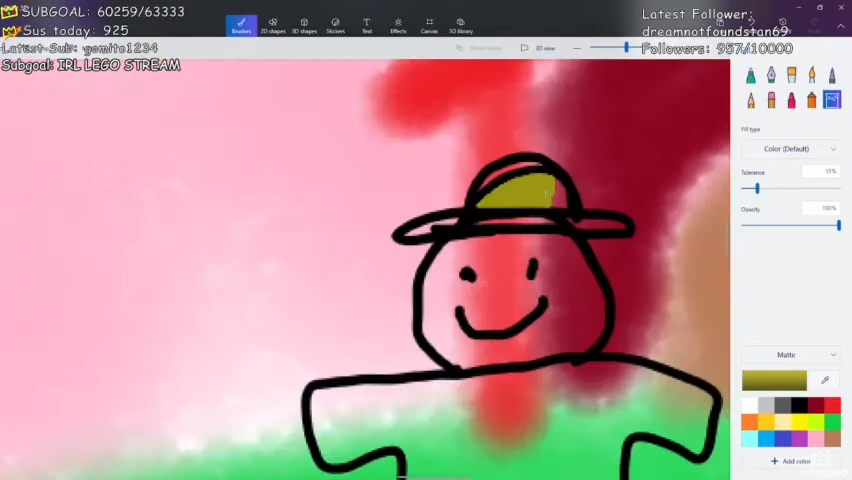 SUBGOAL: 60259/63333
Sus today: 925
Latest-Sub: gomito1234
Subgoal: IRL LEGO STREAM
Latest Follower:
dreamnotfoundstan69
Followers: 957/10000
Brushes
2D shapes
3D shapes
Stickers
Text
Effects
Canvas
3D library
3D view
Fill type
Color (Default)
Tolerance
15%
Opacity
100%
Matte
Add color